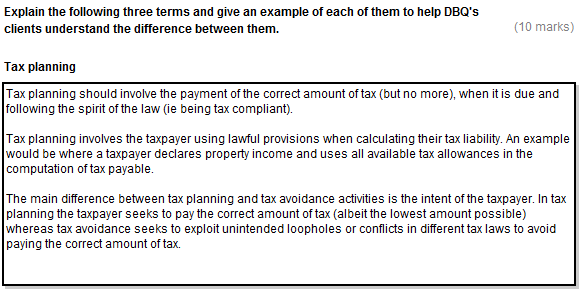 Explain the following three terms and give an example of each of them to help DBQ's
clients understand the difference between them.
(10 marks)
Tax planning
Tax planning should involve the payment of the correct amount of tax (but no more), when it is due and
following the spirit of the law (ie being tax compliant).
Tax planning involves the taxpayer using lawful provisions when calculating their tax liability. An example
would be where a taxpayer declares property income and uses all available tax allowances in the
computation of tax payable.
The main difference between tax planning and tax avoidance activities is the intent of the taxpayer. In tax
planning the taxpayer seeks to pay the correct amount of tax (albeit the lowest amount possible)
whereas tax avoidance seeks to exploit unintended loopholes or conflicts in different tax laws to avoid
paying the correct amount of tax.